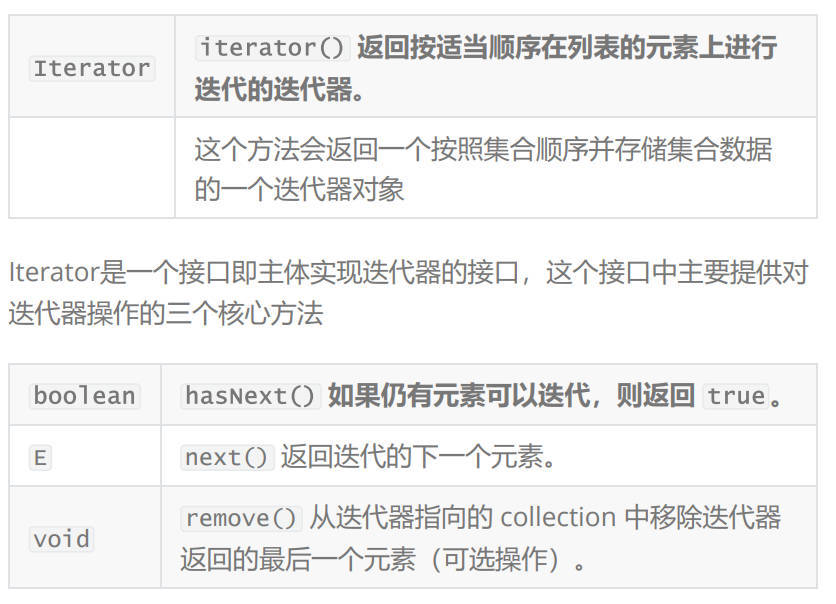 Iterator
iterator() 返回按适当顺序在列表的元素上进行
迭代的迭代器。
这个方法会返回一个按照集合顺序并存储集合数据
的一个迭代器对象
Iterator是一个接口即主体实现迭代器的接口，这个接口中主要提供对
迭代器操作的三个核心方法
boolean
hasNext() 如果仍有元素可以迭代，则返回 true。
E
next() 返回迭代的下一个元素。
void
remove() 从迭代器指向的 collection 中移除迭代器
返回的最后一个元素（可选操作）。